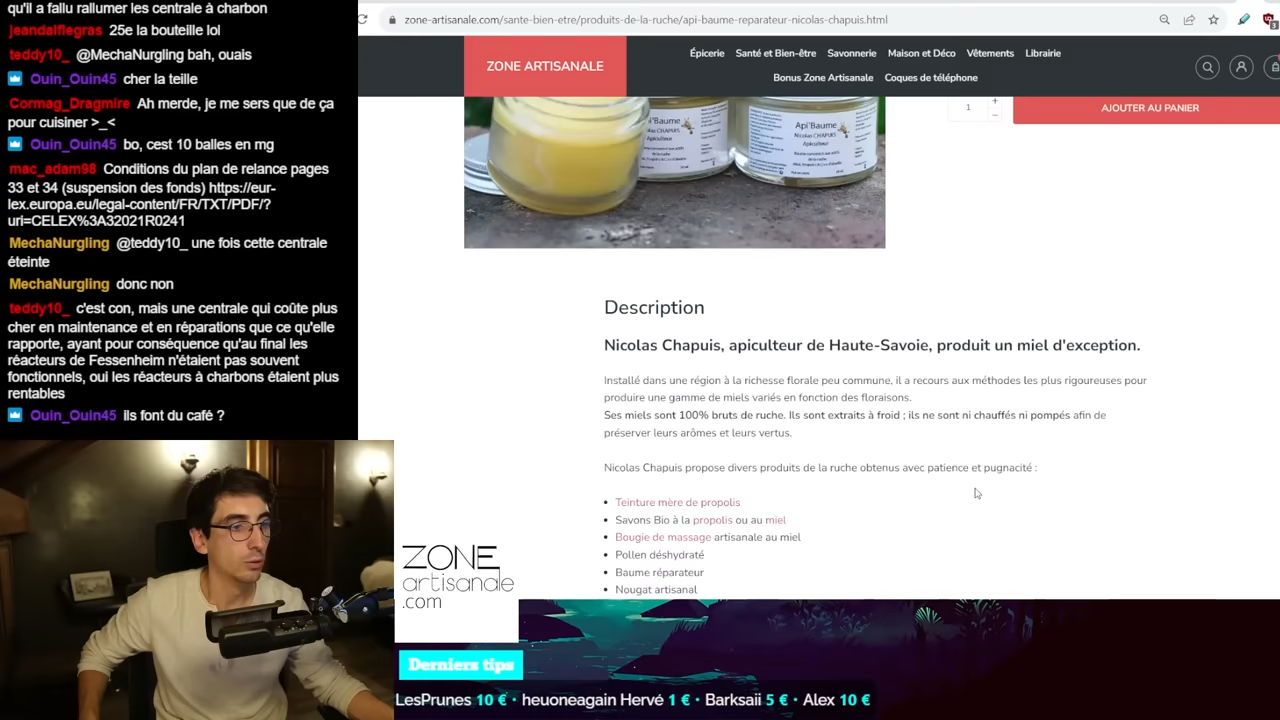 qu'il a fallu rallumer les centrale à charbon
jeandalflegras 25e la bouteille lol
teddy10_ @MechaNurgling bah, ouais
Ouin_Ouin45 cher la teille
Cormag_Dragmire Ah merde, je me sers que de ça
pour cuisiner >_<
Ouin_Ouin45 bo, cest 10 balles en mg
mac_adam98 Conditions du plan de relance pages
33 et 34 (suspension des fonds) https://eur-
lex.europa.eu/legal-content/FR/TXT/PDF/?
uri=CELEX%3A32021R0241
MechaNurgling @teddy10_ une fois cette centrale
éteinte
MechaNurgling donc non
teddy10_ c'est con, mais une centrale qui coûte plus
cher en maintenance et en réparations que ce qu'elle
rapporte, ayant pour conséquence qu'au final les
réacteurs de Fessenheim n'étaient pas souvent
fonctionnels, oui les réacteurs à charbons étaient plus
rentables
Ouin_Ouin45 Ils font du café ?
zone-artisanale.com/sante-bien-etre/produits-de-la-ruche/api-baume-reparateur-nicolas-chapuis.html
ZONE ARTISANALE
Épicerie Santé et Bien-être Savonnerie Maison et Déco Vêtements Librairie
Bonus Zone Artisanale Coques de téléphone
1 + −
AJOUTER AU PANIER
Api'Baume
Nicolas CHAPUIS
Apiculteur
Api'Baume
Nicolas CHAPUIS
Apiculteur
Description
Nicolas Chapuis, apiculteur de Haute-Savoie, produit un miel d'exception.
Installé dans une région à la richesse florale peu commune, il a recours aux méthodes les plus rigoureuses pour
produire une gamme de miels variés en fonction des floraisons.
Ses miels sont 100% bruts de ruche. Ils sont extraits à froid ; ils ne sont ni chauffés ni pompés afin de
préserver leurs arômes et leurs vertus.
Nicolas Chapuis propose divers produits de la ruche obtenus avec patience et pugnacité :
• Teinture mère de propolis
• Savons Bio à la propolis ou au miel
• Bougie de massage artisanale au miel
• Pollen déshydraté
• Baume réparateur
• Nougat artisanal
ZONE
artisanale
.com
Derniers tips
LesPrunes 10 € · heuoneagain Hervé 1 € · Barksaii 5 € · Alex 10 €